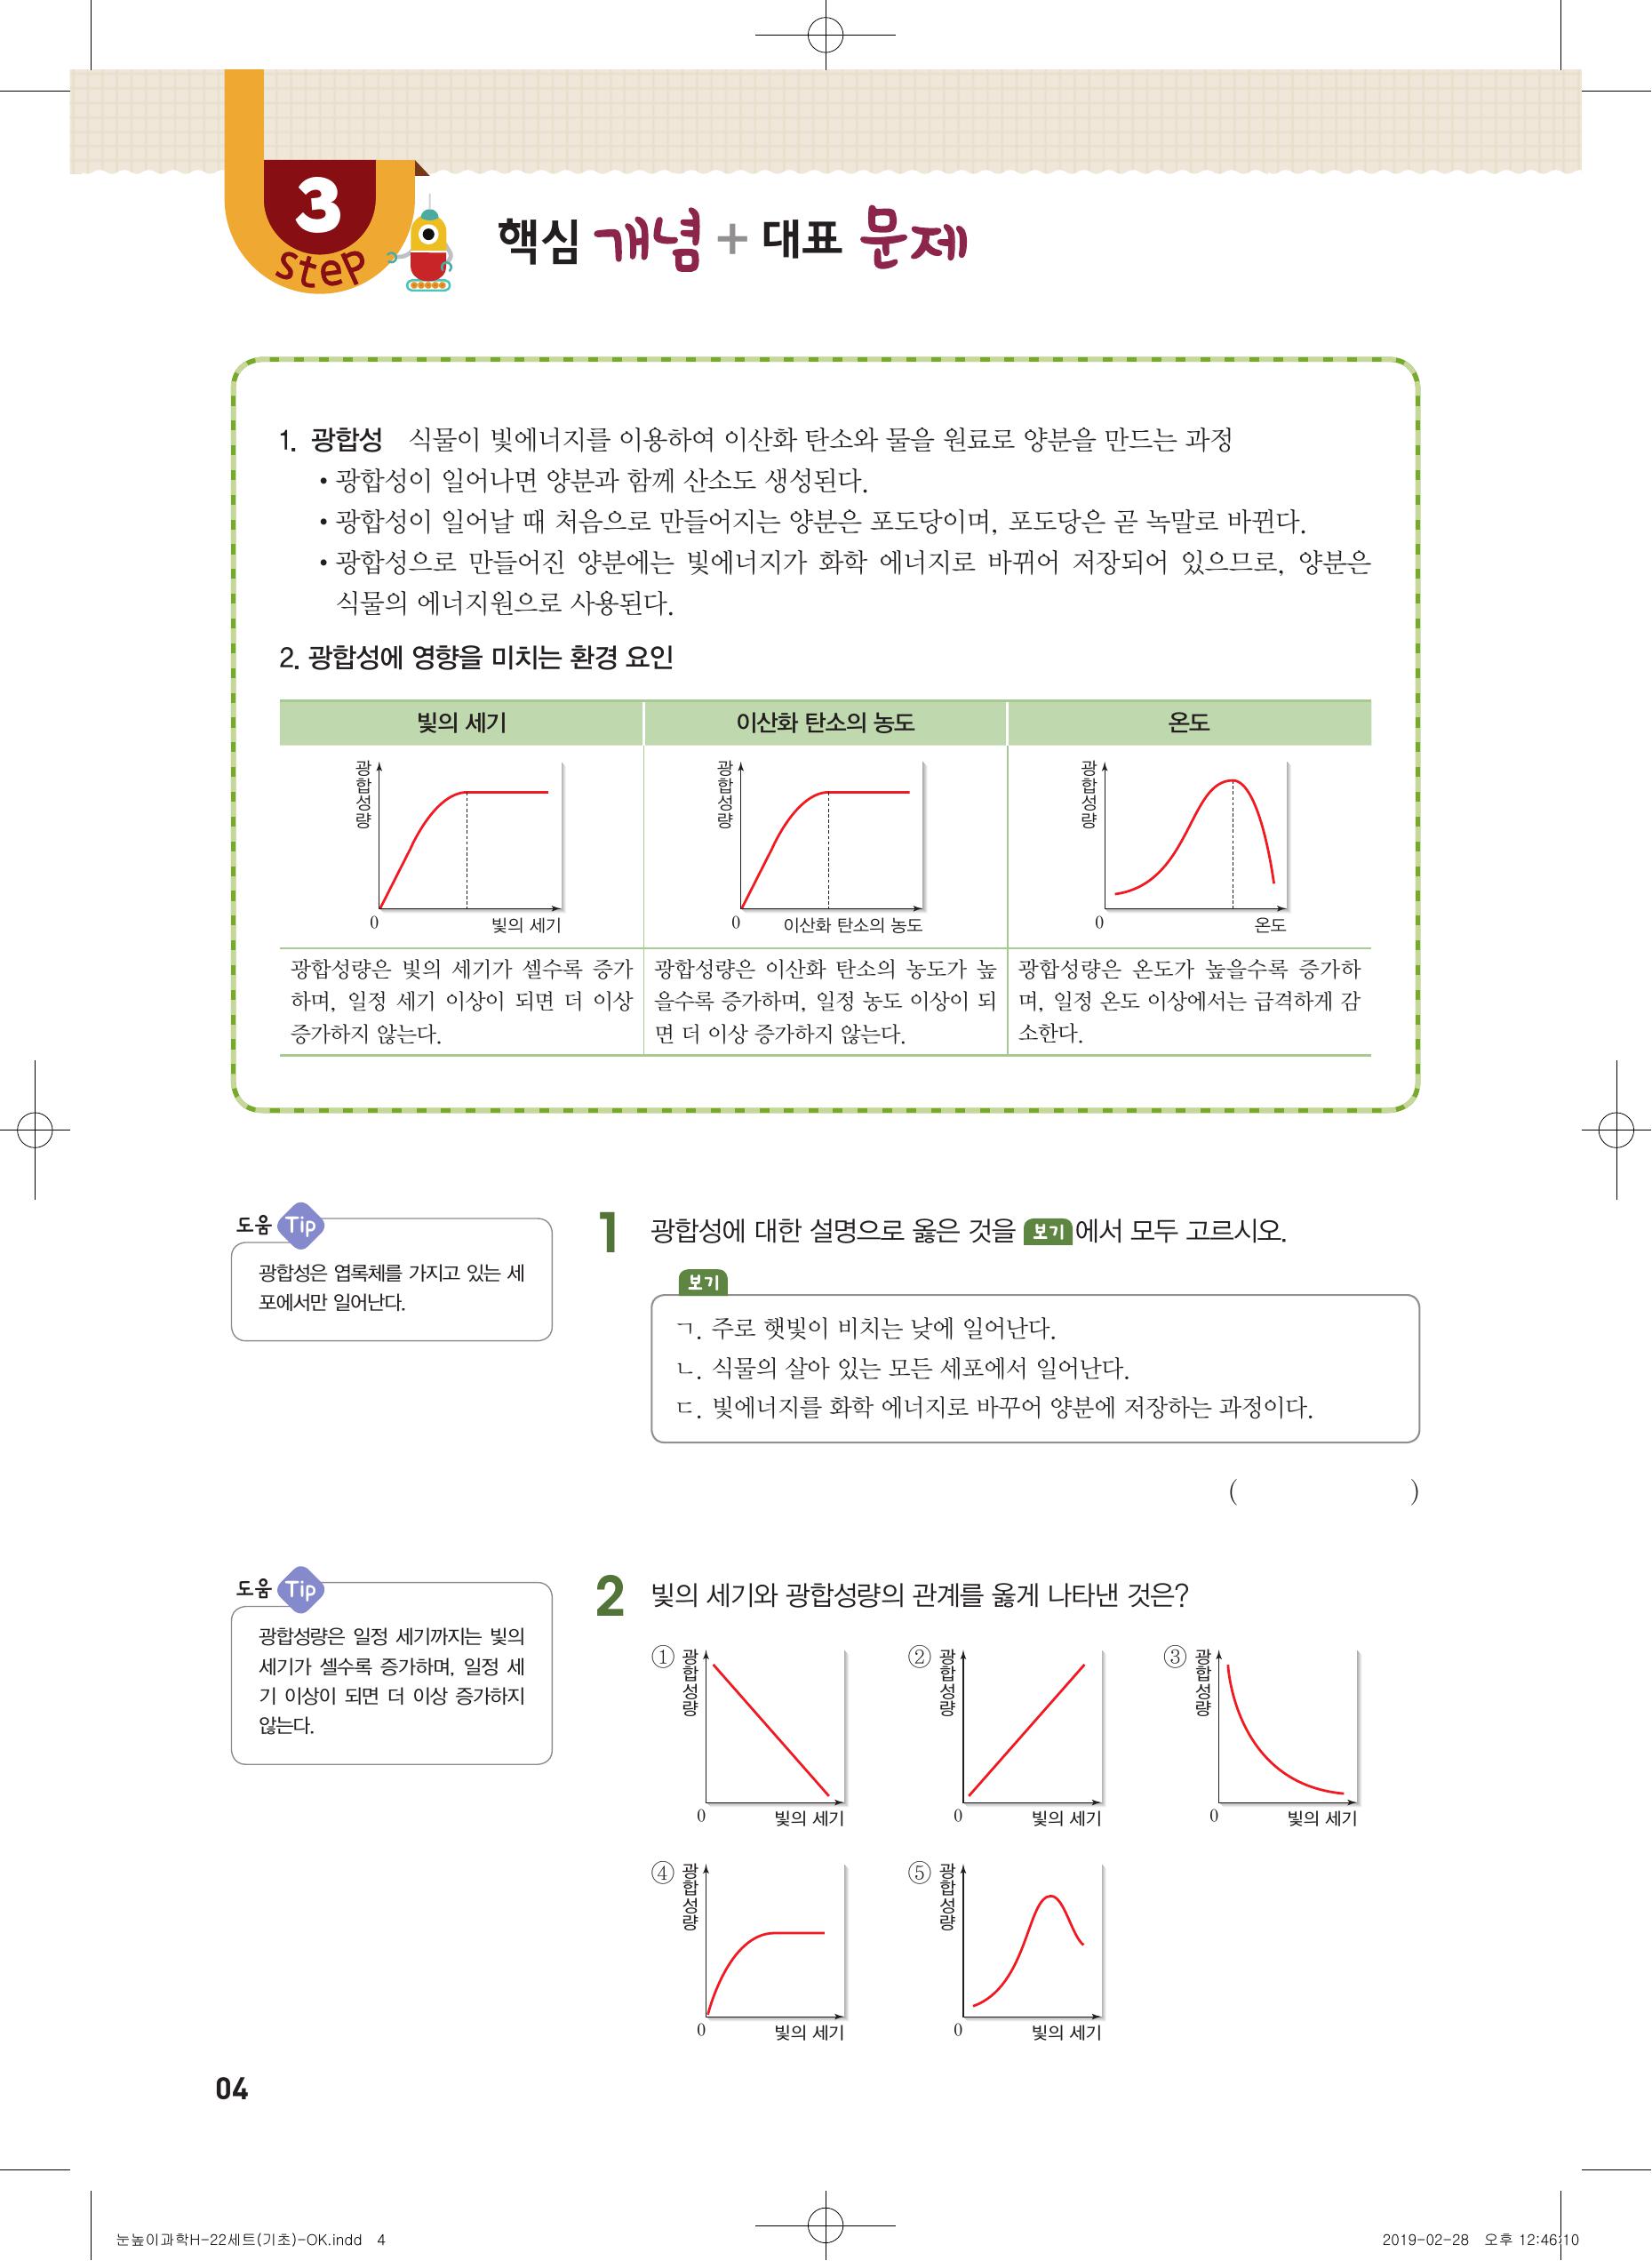 3
step
핵심 개념 + 대표 문제
1. 광합성 식물이 빛에너지를 이용하여 이산화 탄소와 물을 원료로 양분을 만드는 과정
• 광합성이 일어나면 양분과 함께 산소도 생성된다.
• 광합성이 일어날 때 처음으로 만들어지는 양분은 포도당이며, 포도당은 곧 녹말로 바뀐다.
• 광합성으로 만들어진 양분에는 빛에너지가 화학 에너지로 바뀌어 저장되어 있으므로, 양분은
식물의 에너지원으로 사용된다.
2. 광합성에 영향을 미치는 환경 요인
빛의 세기
이산화 탄소의 농도
온도
광합성량
0
빛의 세기
광합성량
0
이산화 탄소의 농도
광합성량
0
온도
광합성량은 빛의 세기가 셀수록 증가
하며, 일정 세기 이상이 되면 더 이상
증가하지 않는다.
광합성량은 이산화 탄소의 농도가 높
을수록 증가하며, 일정 농도 이상이 되
면 더 이상 증가하지 않는다.
광합성량은 온도가 높을수록 증가하
며, 일정 온도 이상에서는 급격하게 감
소한다.
도움 Tip
광합성은 엽록체를 가지고 있는 세
포에서만 일어난다.
1 광합성에 대한 설명으로 옳은 것을 보기 에서 모두 고르시오.
보기
ㄱ. 주로 햇빛이 비치는 낮에 일어난다.
ㄴ. 식물의 살아 있는 모든 세포에서 일어난다.
ㄷ. 빛에너지를 화학 에너지로 바꾸어 양분에 저장하는 과정이다.
( )
도움 Tip
광합성량은 일정 세기까지는 빛의
세기가 셀수록 증가하며, 일정 세
기 이상이 되면 더 이상 증가하지
않는다.
2 빛의 세기와 광합성량의 관계를 옳게 나타낸 것은?
① 광합성량
0
빛의 세기
② 광합성량
0
빛의 세기
③ 광합성량
0
빛의 세기
④ 광합성량
0
빛의 세기
⑤ 광합성량
0
빛의 세기
04
눈높이과학H-22세트(기초)-OK.indd 4
2019-02-28 오후 12:46:10